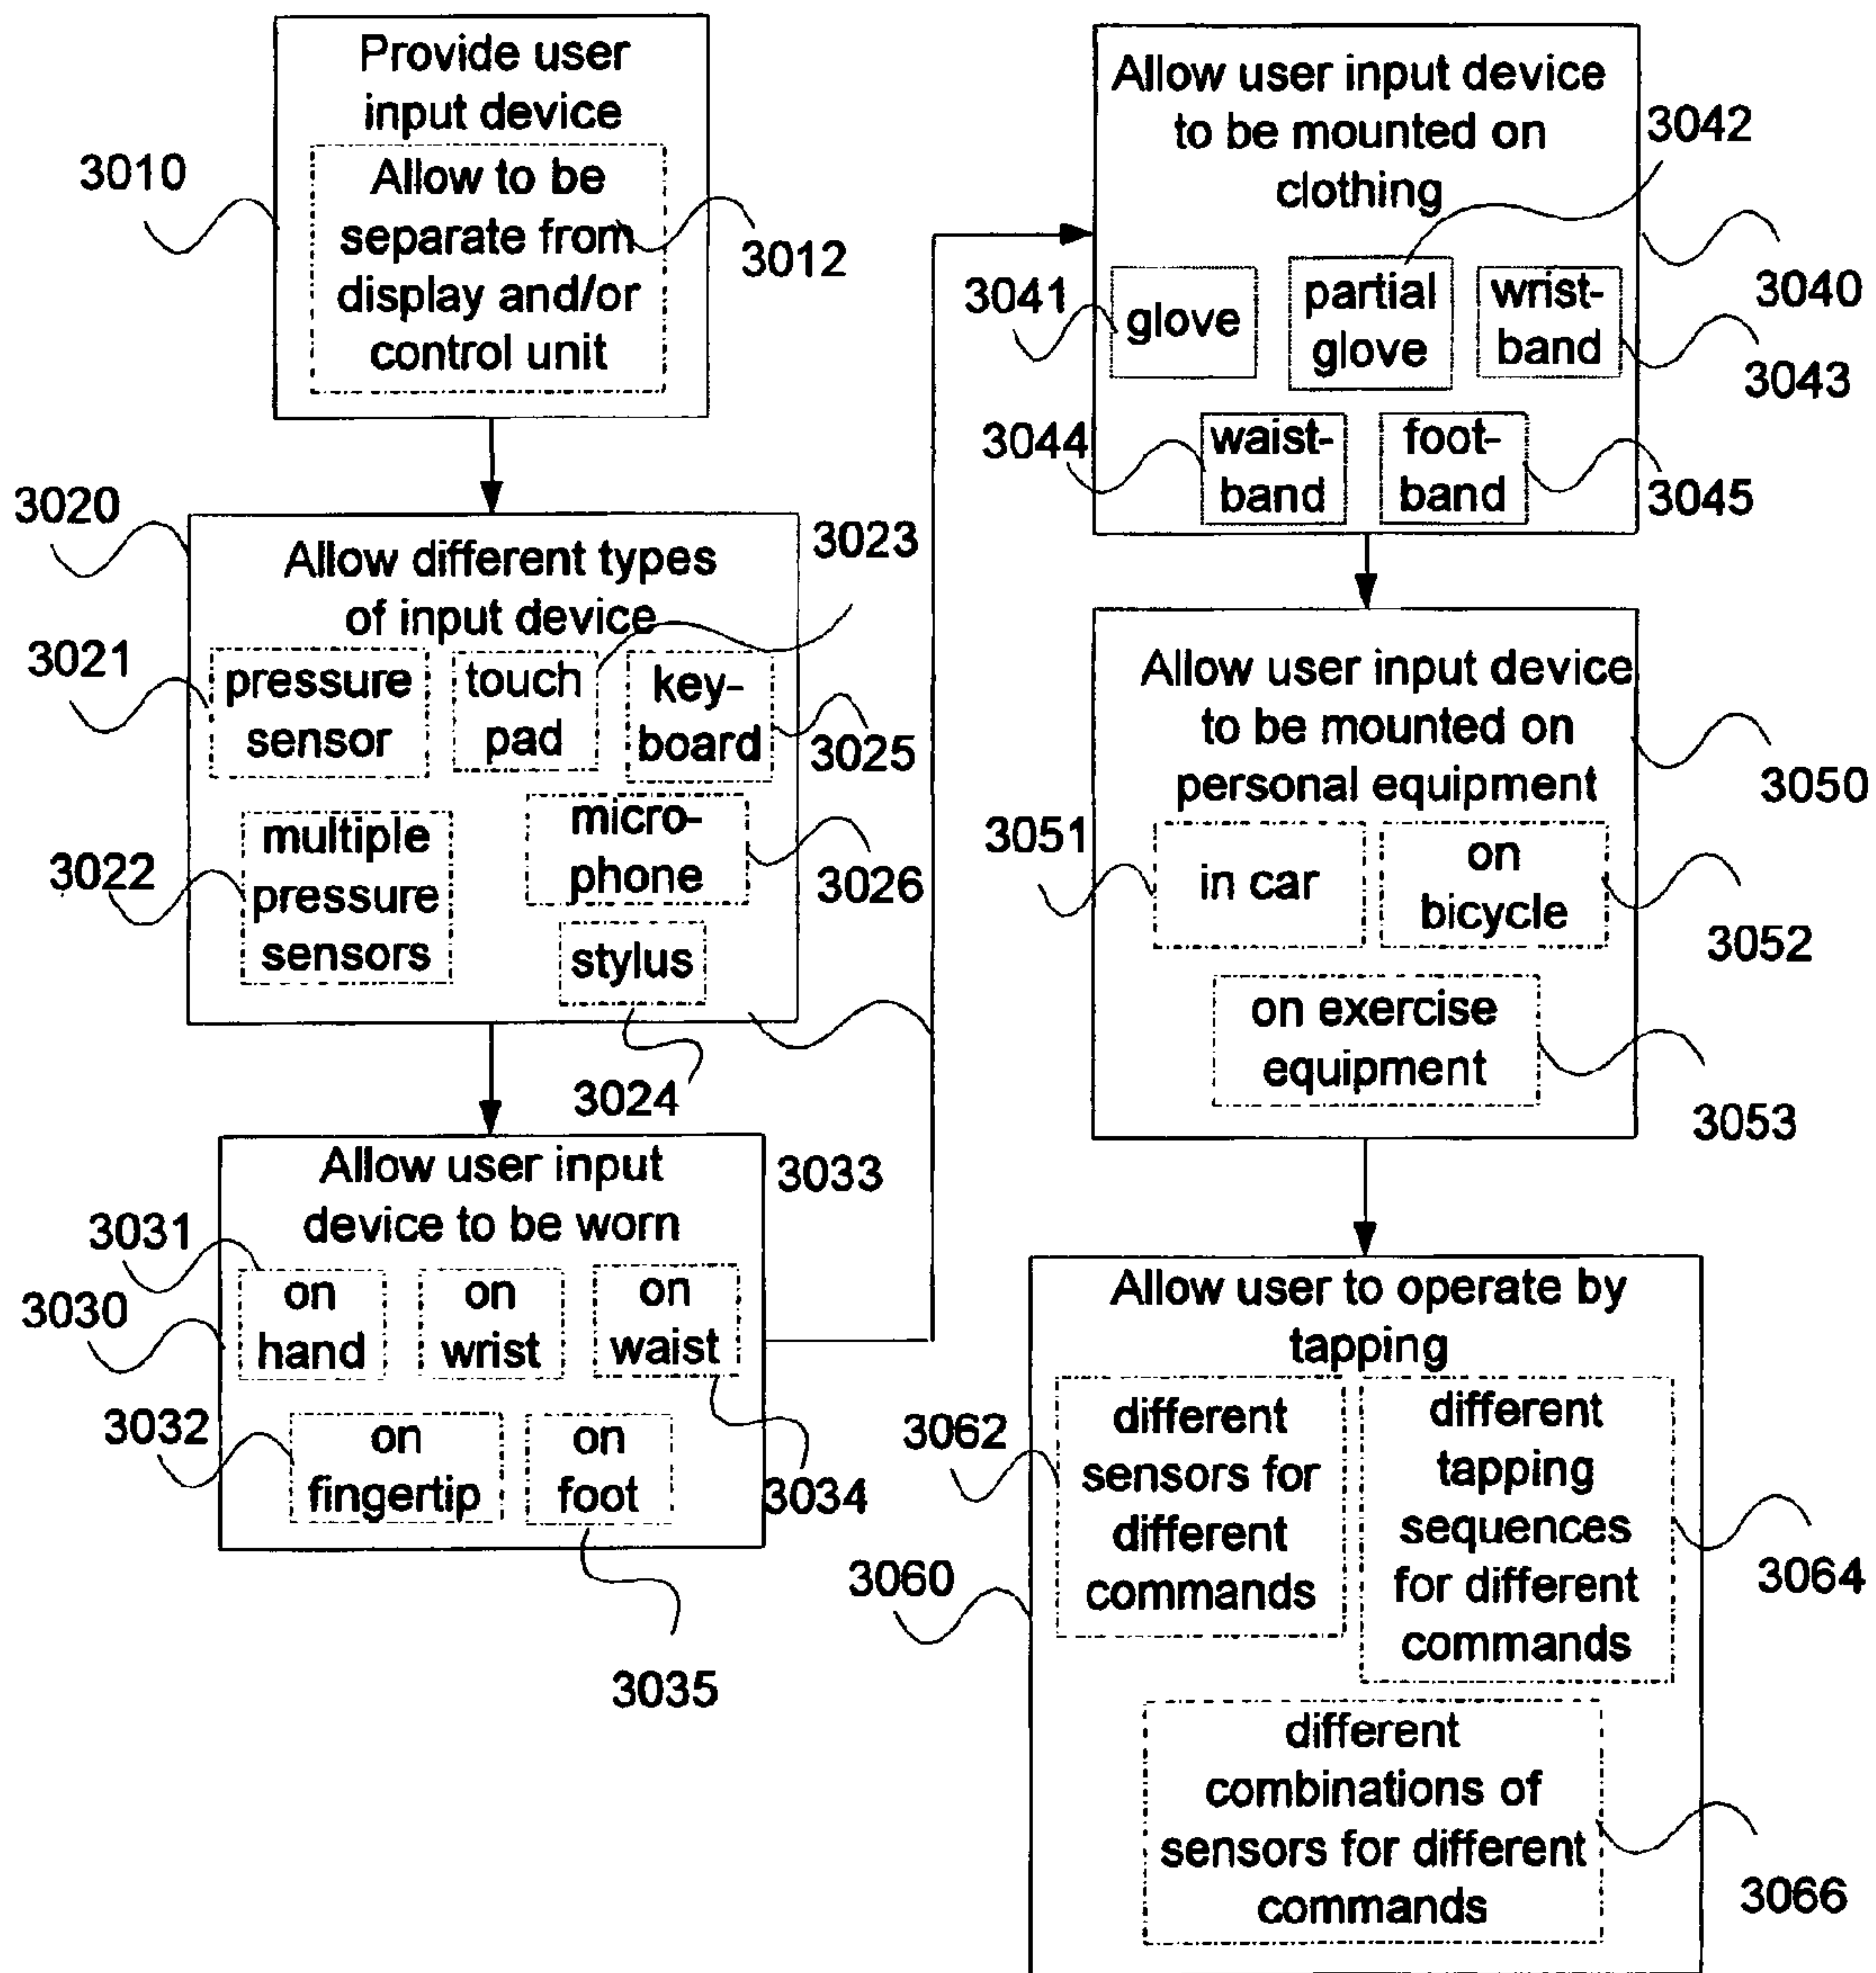 Provide user
input device
Allow to be
separate from
display and/or
control unit
3010
3012
3020
Allow different types
of input device
3023
3021
pressure
sensor
touch
pad
key-
board
3025
3022
multiple
pressure
sensors
micro-
phone
3026
stylus
3024
Allow user input
device to be worn
3033
3031
3030
on
hand
on
wrist
on
waist
3032
on
fingertip
on
foot
3034
3035
Allow user input device
to be mounted on
clothing
3042
3040
3041
glove
partial
glove
wrist-
band
3043
3044
waist-
band
foot-
band
3045
Allow user input device
to be mounted on
personal equipment
3050
3051
in car
on
bicycle
3052
on exercise
equipment
3053
Allow user to operate by
tapping
3062
different
sensors for
different
commands
different
tapping
sequences
for different
commands
3060
3064
different
combinations of
sensors for different
commands
3066